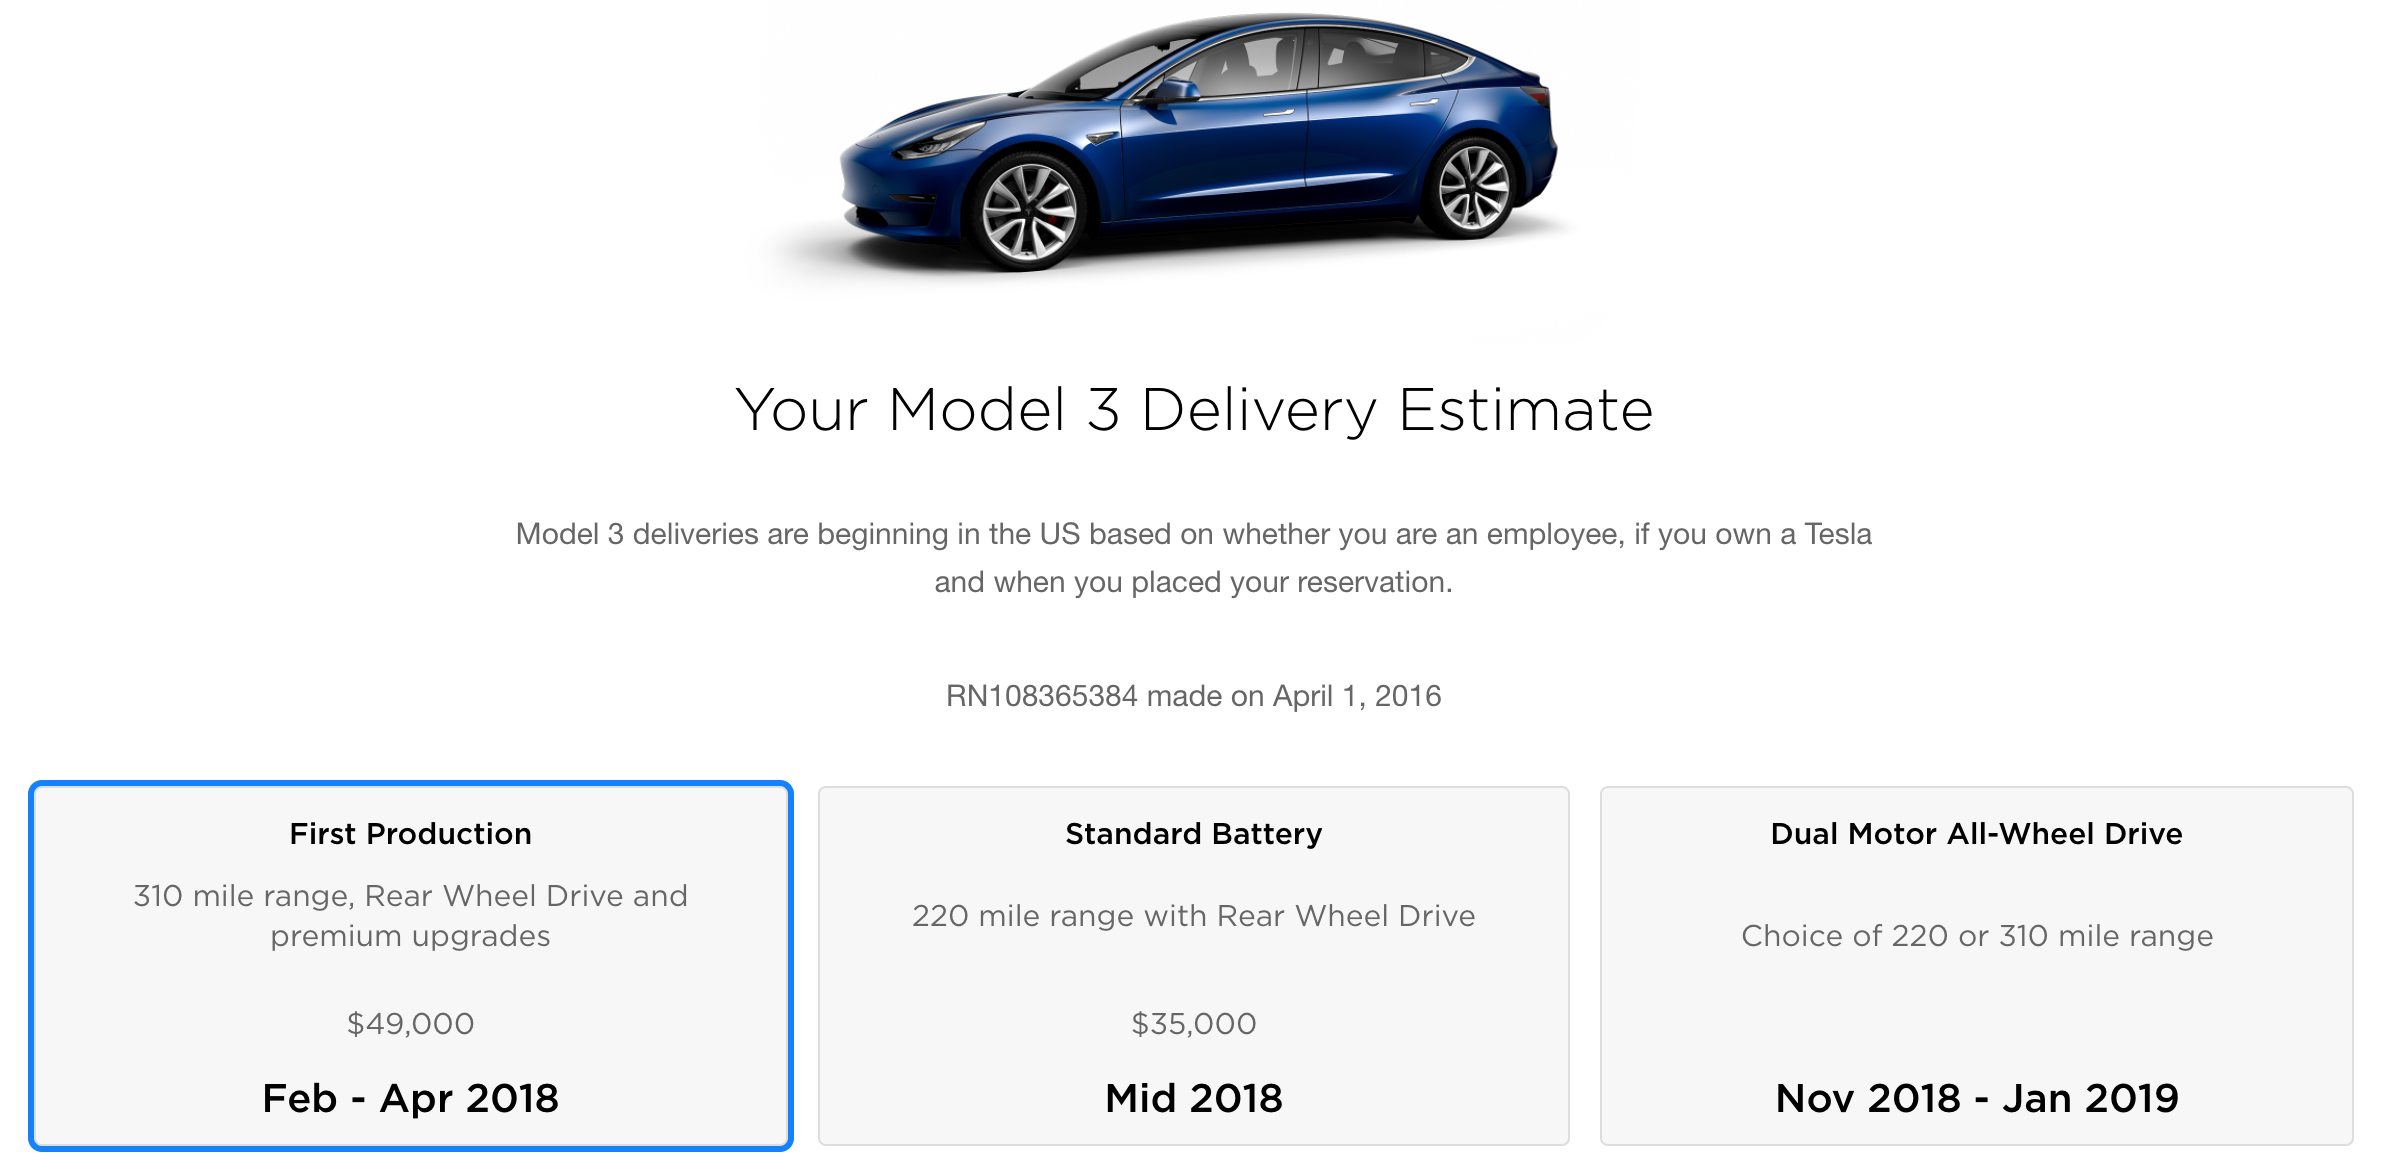 Your Model 3 Delivery Estimate
Model 3 deliveries are beginning in the US based on whether you are an employee, if you own a Tesla
and when you placed your reservation.
RN108365384 made on April 1, 2016
First Production
310 mile range, Rear Wheel Drive and
premium upgrades
$49,000
Feb - Apr 2018
Standard Battery
220 mile range with Rear Wheel Drive
$35,000
Mid 2018
Dual Motor All-Wheel Drive
Choice of 220 or 310 mile range
Nov 2018 - Jan 2019